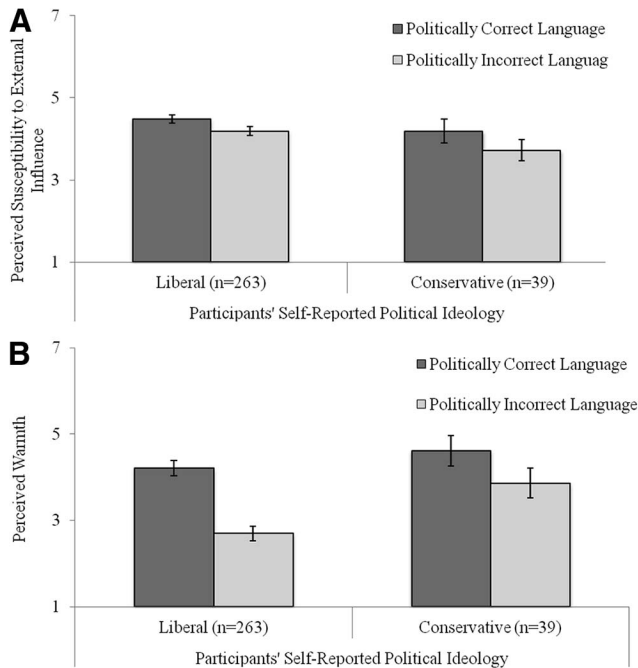 A
7
Politically Correct Language
Politically Incorrect Languag
5
3
1
Perceived Susceptibility to External
Influence
Liberal (n=263)
Conservative (n=39)
Participants' Self-Reported Political Ideology
B
7
Politically Correct Language
Politically Incorrect Language
5
3
1
Perceived Warmth
Liberal (n=263)
Conservative (n=39)
Participants' Self-Reported Political Ideology